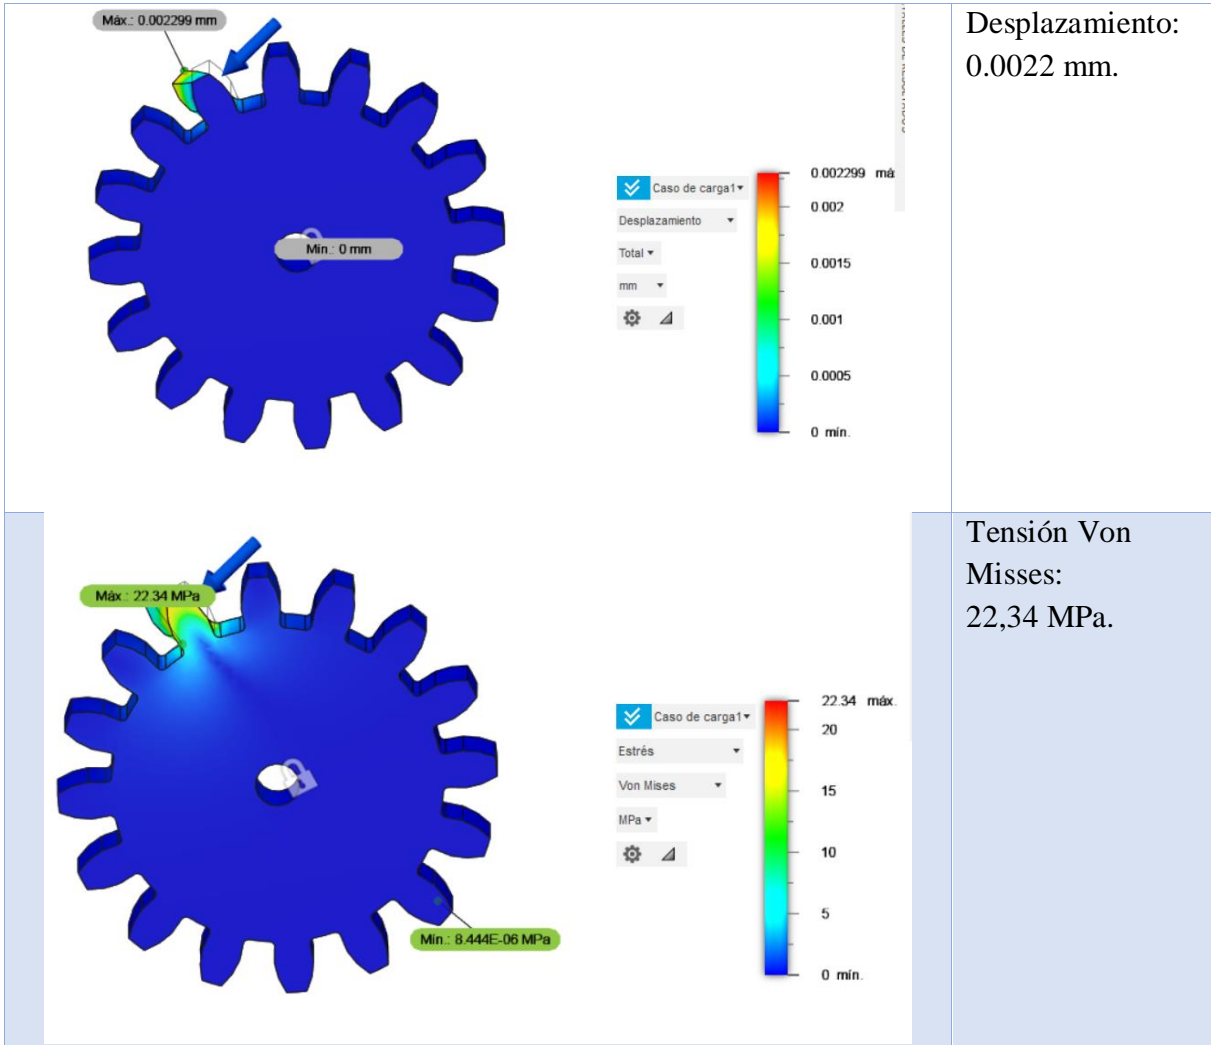 Máx.: 0.002299 mm
Mín.: 0 mm
Caso de carga1
Desplazamiento
Total
mm
0.002299 má
0.002
0.0015
0.001
0.0005
0 mín.
Desplazamiento:
0.0022 mm.
Máx.: 22.34 MPa
Mín.: 8.444E-06 MPa
Caso de carga1
Estrés
Von Mises
MPa
22.34 máx.
20
15
10
5
0 mín.
Tensión Von
Misses:
22,34 MPa.